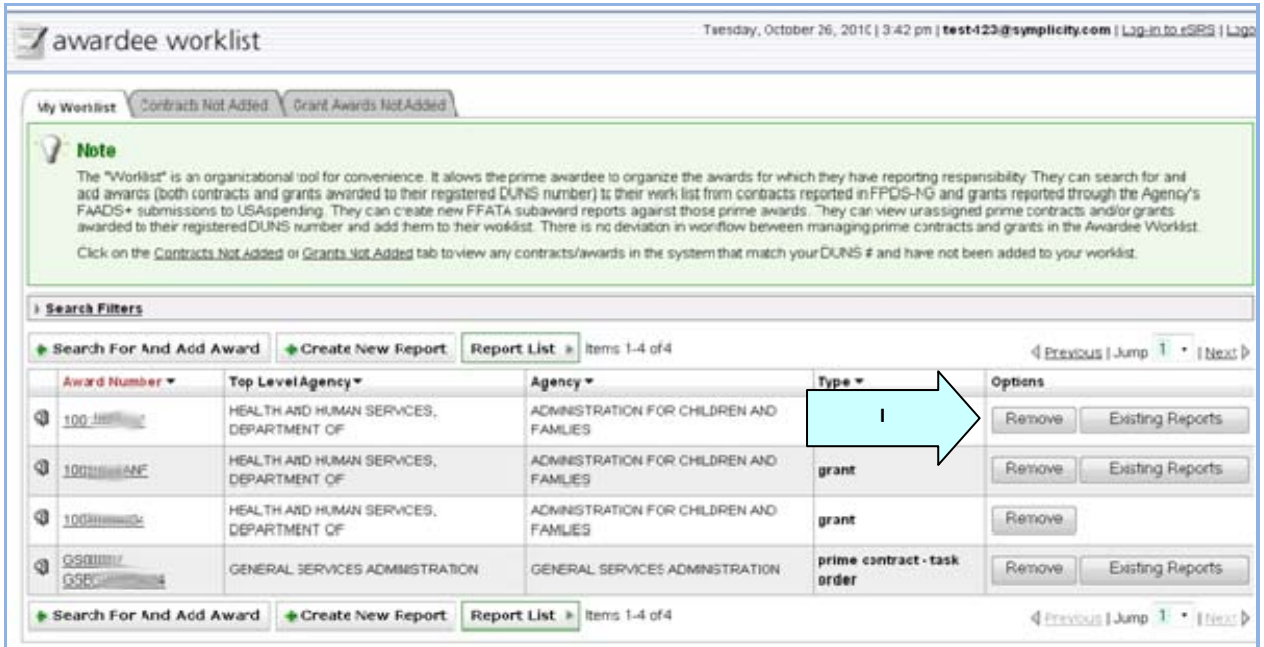 awardee worklist
Tuesday, October 26, 2010 | 3:42 pm | test423@symplicity.com | Log-in to eSRS | Logo
My Worklist Contracts Not Added Grant Awards Not Added
Note
The "Worklist" is an organizational tool for convenience. It allows the prime awardee to organize the awards for which they have reporting responsibility. They can search for and
add awards (both contracts and grants awarded to their registered DUNS number) to their work list from contracts reported in FPDS-NG and grants reported through the Agency's
FAADS+ submissions to USAspending. They can create new FFATA subaward reports against those prime awards. They can view unassigned prime contracts and/or grants
awarded to their registered DUNS number and add them to their worklist. There is no deviation in workflow between managing prime contracts and grants in the Awardee Worklist.
Click on the Contracts Not Added or Grants Not Added tab to view any contracts/awards in the system that match your DUNS # and have not been added to your worklist.
Search Filters
Search For And Add Award Create New Report Report List Items 1-4 of 4 Previous | Jump 1 | Next
Award Number Top Level Agency Agency Type Options
100 HEALTH AND HUMAN SERVICES, DEPARTMENT OF ADMINISTRATION FOR CHILDREN AND FAMILIES I Remove Existing Reports
HEALTH AND HUMAN SERVICES, DEPARTMENT OF ADMINISTRATION FOR CHILDREN AND FAMILIES grant Remove Existing Reports
HEALTH AND HUMAN SERVICES, DEPARTMENT OF ADMINISTRATION FOR CHILDREN AND FAMILIES grant Remove
GENERAL SERVICES ADMINISTRATION GENERAL SERVICES ADMINISTRATION prime contract - task order Remove Existing Reports
Search For And Add Award Create New Report Report List Items 1-4 of 4 Previous | Jump 1 | Next